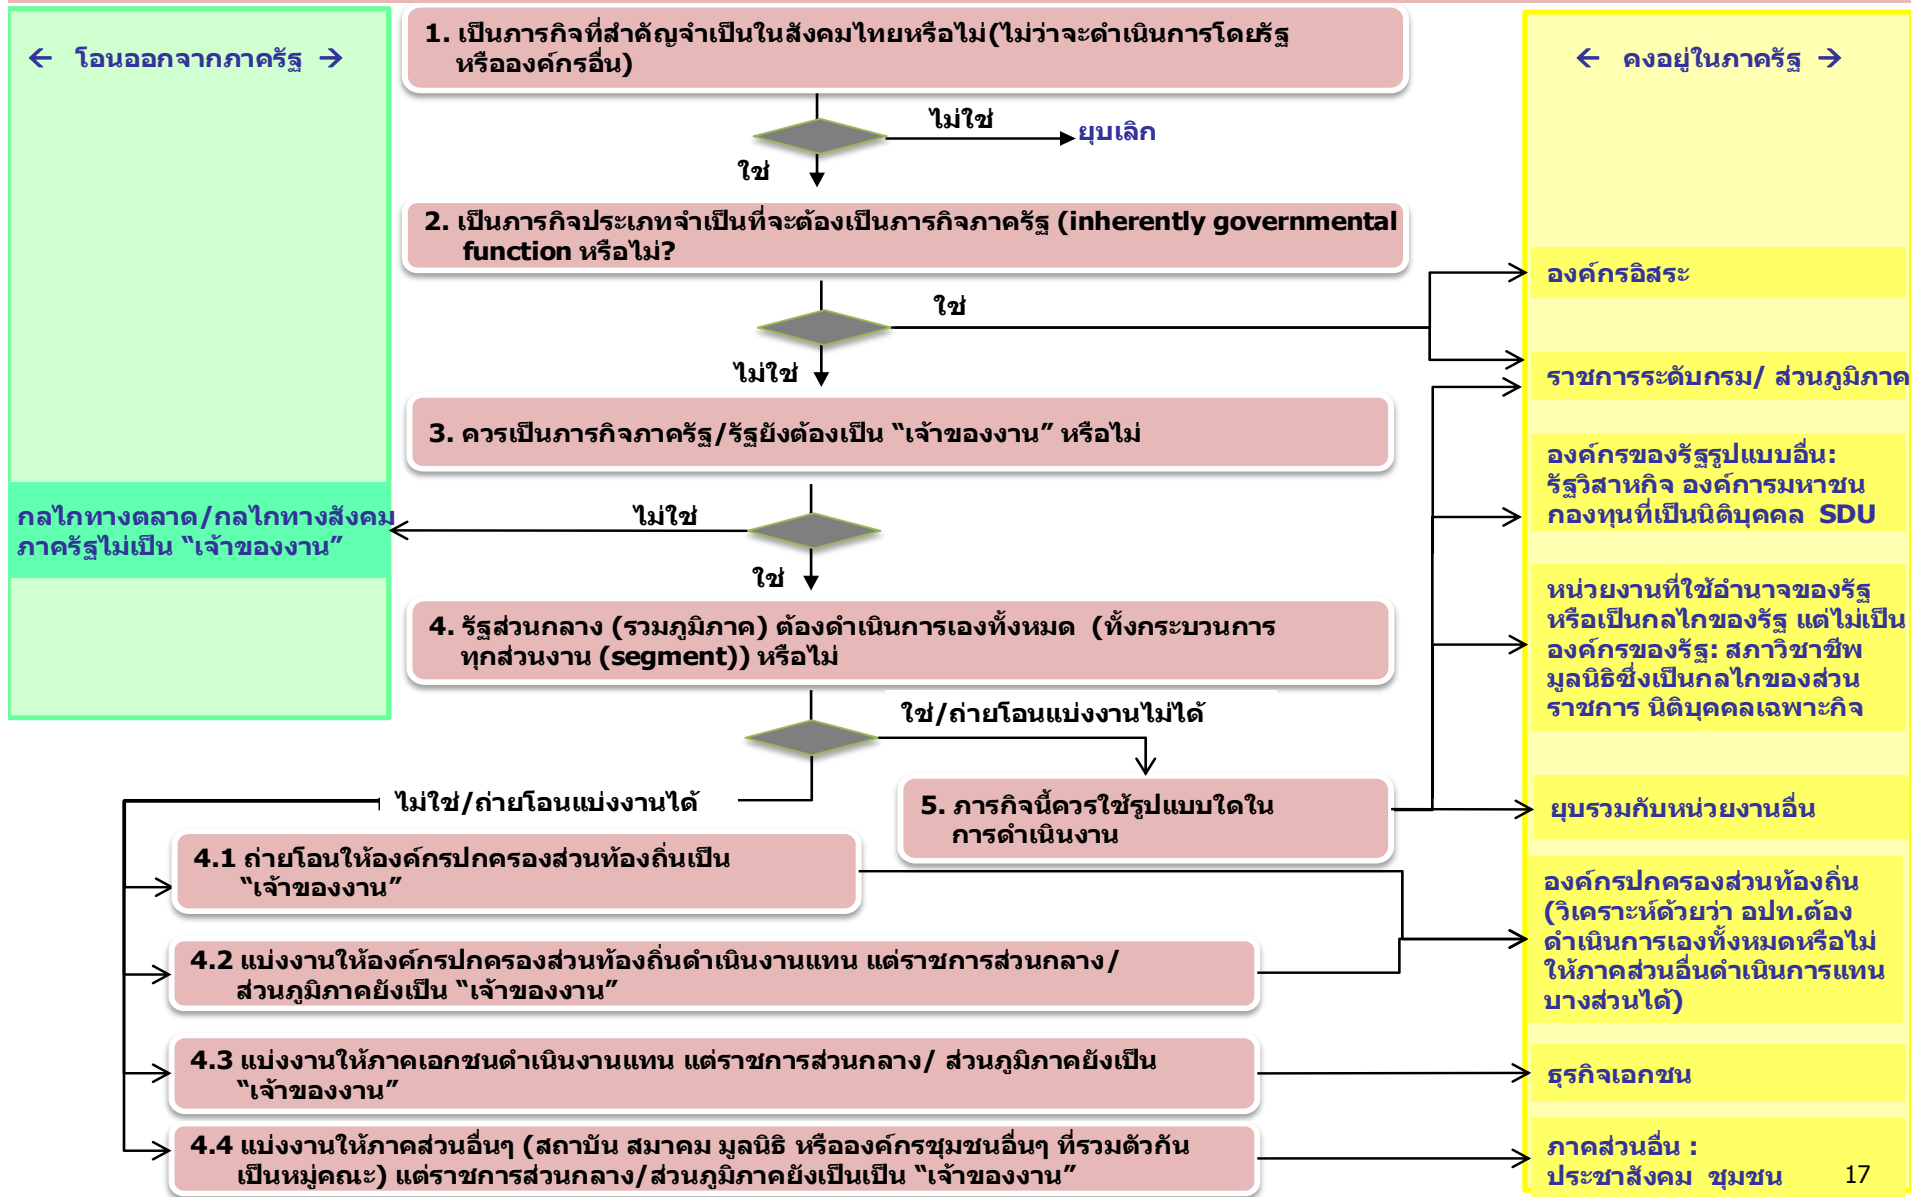 ← โอนออกจากภาครัฐ →
1. เป็นภารกิจที่สำคัญจำเป็นในสังคมไทยหรือไม่(ไม่ว่าจะดำเนินการโดยรัฐ
หรือองค์กรอื่น)
← คงอยู่ในภาครัฐ →
ไม่ใช่
ยุบเลิก
ใช่
2. เป็นภารกิจประเภทจำเป็นที่จะต้องเป็นภารกิจภาครัฐ (inherently governmental
function หรือไม่?
องค์กรอิสระ
ใช่
ไม่ใช่
ราชการระดับกรม/ ส่วนภูมิภาค
3. ควรเป็นภารกิจภาครัฐ/รัฐยังต้องเป็น “เจ้าของงาน” หรือไม่
องค์กรของรัฐรูปแบบอื่น:
รัฐวิสาหกิจ องค์การมหาชน
กองทุนที่เป็นนิติบุคคล SDU
กลไกทางตลาด/กลไกทางสังคม
ภาครัฐไม่เป็น “เจ้าของงาน”
ไม่ใช่
ใช่
หน่วยงานที่ใช้อำนาจของรัฐ
หรือเป็นกลไกของรัฐ แต่ไม่เป็น
องค์กรของรัฐ: สภาวิชาชีพ
มูลนิธิซึ่งเป็นกลไกของส่วน
ราชการ นิติบุคคลเฉพาะกิจ
4. รัฐส่วนกลาง (รวมภูมิภาค) ต้องดำเนินการเองทั้งหมด (ทั้งกระบวนการ
ทุกส่วนงาน (segment)) หรือไม่
ใช่/ถ่ายโอนแบ่งงานไม่ได้
ไม่ใช่/ถ่ายโอนแบ่งงานได้
5. ภารกิจนี้ควรใช้รูปแบบใดใน
การดำเนินงาน
ยุบรวมกับหน่วยงานอื่น
4.1 ถ่ายโอนให้องค์กรปกครองส่วนท้องถิ่นเป็น
“เจ้าของงาน”
องค์กรปกครองส่วนท้องถิ่น
(วิเคราะห์ด้วยว่า อปท.ต้อง
ดำเนินการเองทั้งหมดหรือไม่
ให้ภาคส่วนอื่นดำเนินการแทน
บางส่วนได้)
4.2 แบ่งงานให้องค์กรปกครองส่วนท้องถิ่นดำเนินงานแทน แต่ราชการส่วนกลาง/
ส่วนภูมิภาคยังเป็น “เจ้าของงาน”
4.3 แบ่งงานให้ภาคเอกชนดำเนินงานแทน แต่ราชการส่วนกลาง/ ส่วนภูมิภาคยังเป็น
“เจ้าของงาน”
ธุรกิจเอกชน
4.4 แบ่งงานให้ภาคส่วนอื่นๆ (สถาบัน สมาคม มูลนิธิ หรือองค์กรชุมชนอื่นๆ ที่รวมตัวกัน
เป็นหมู่คณะ) แต่ราชการส่วนกลาง/ส่วนภูมิภาคยังเป็นเป็น “เจ้าของงาน”
ภาคส่วนอื่น :
ประชาสังคม ชุมชน
17